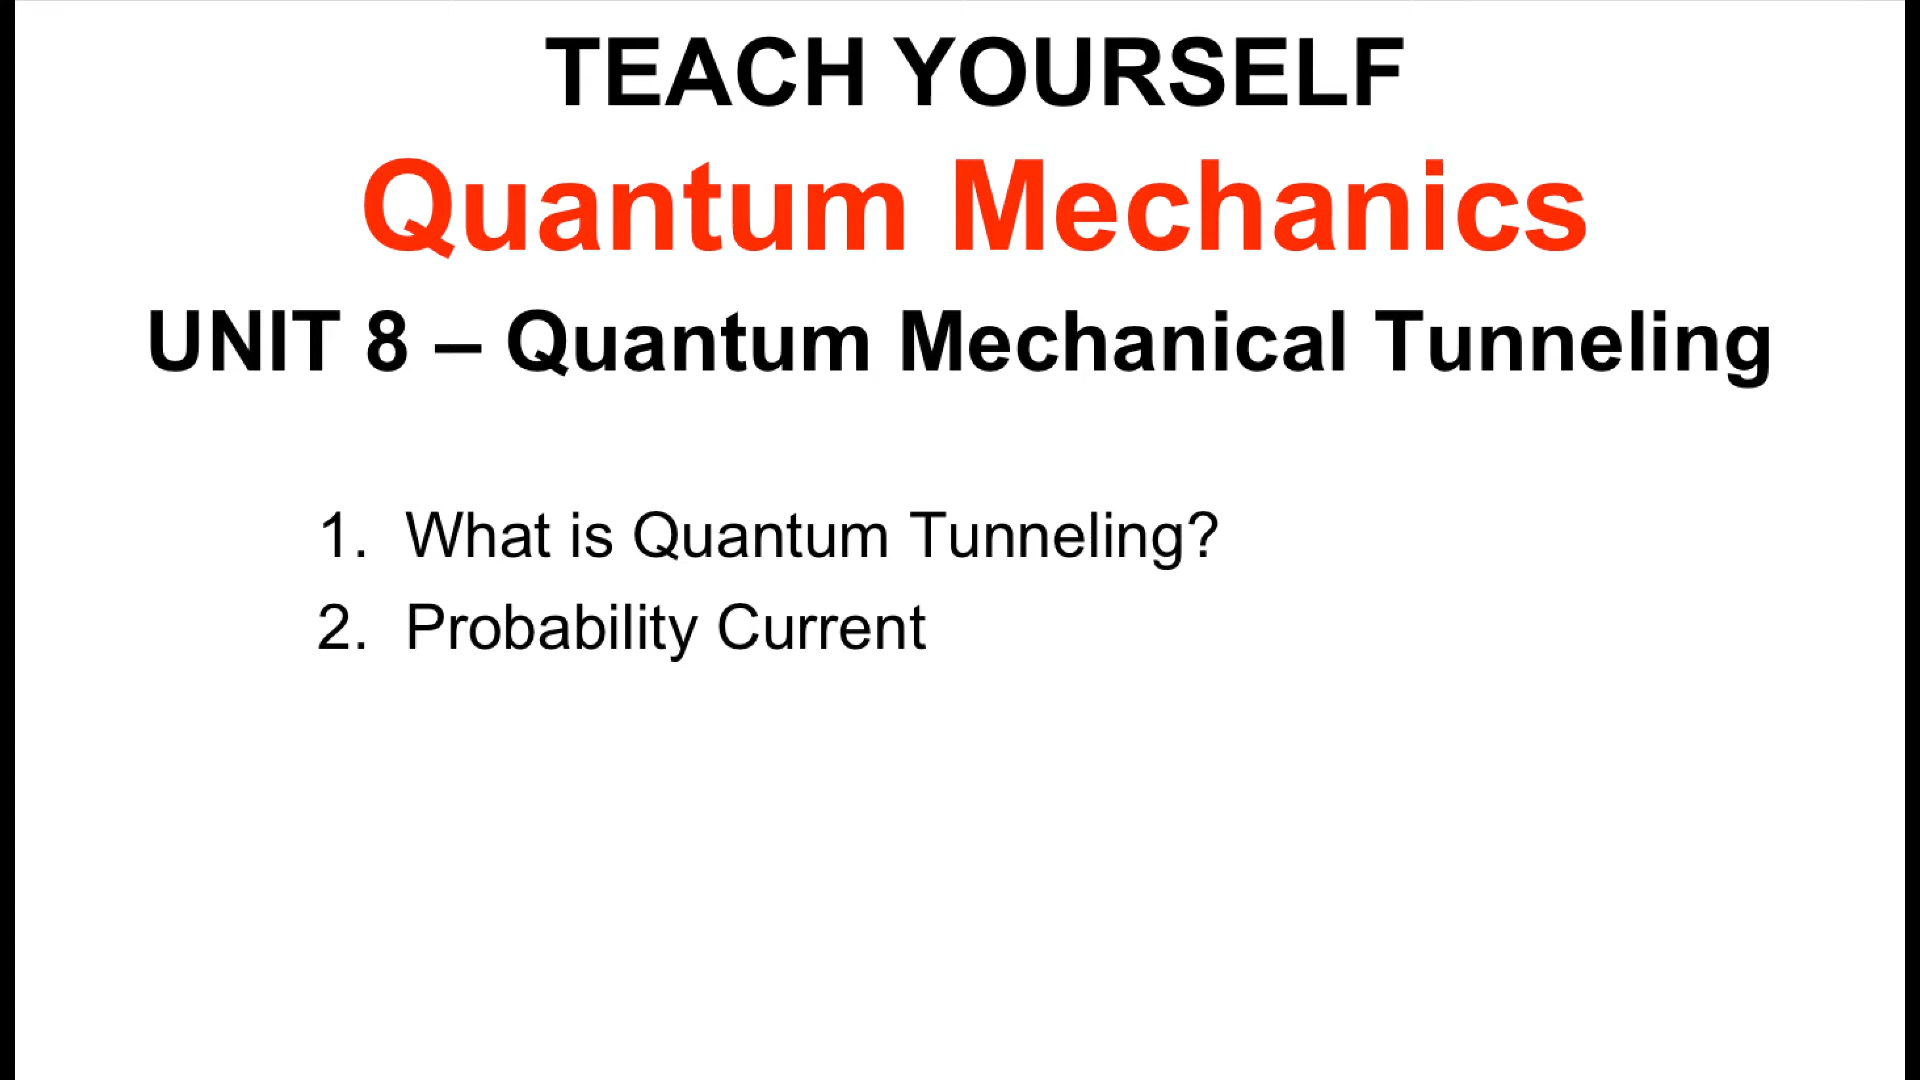 TEACH YOURSELF
Quantum Mechanics
UNIT 8 – Quantum Mechanical Tunneling
1. What is Quantum Tunneling?
2. Probability Current